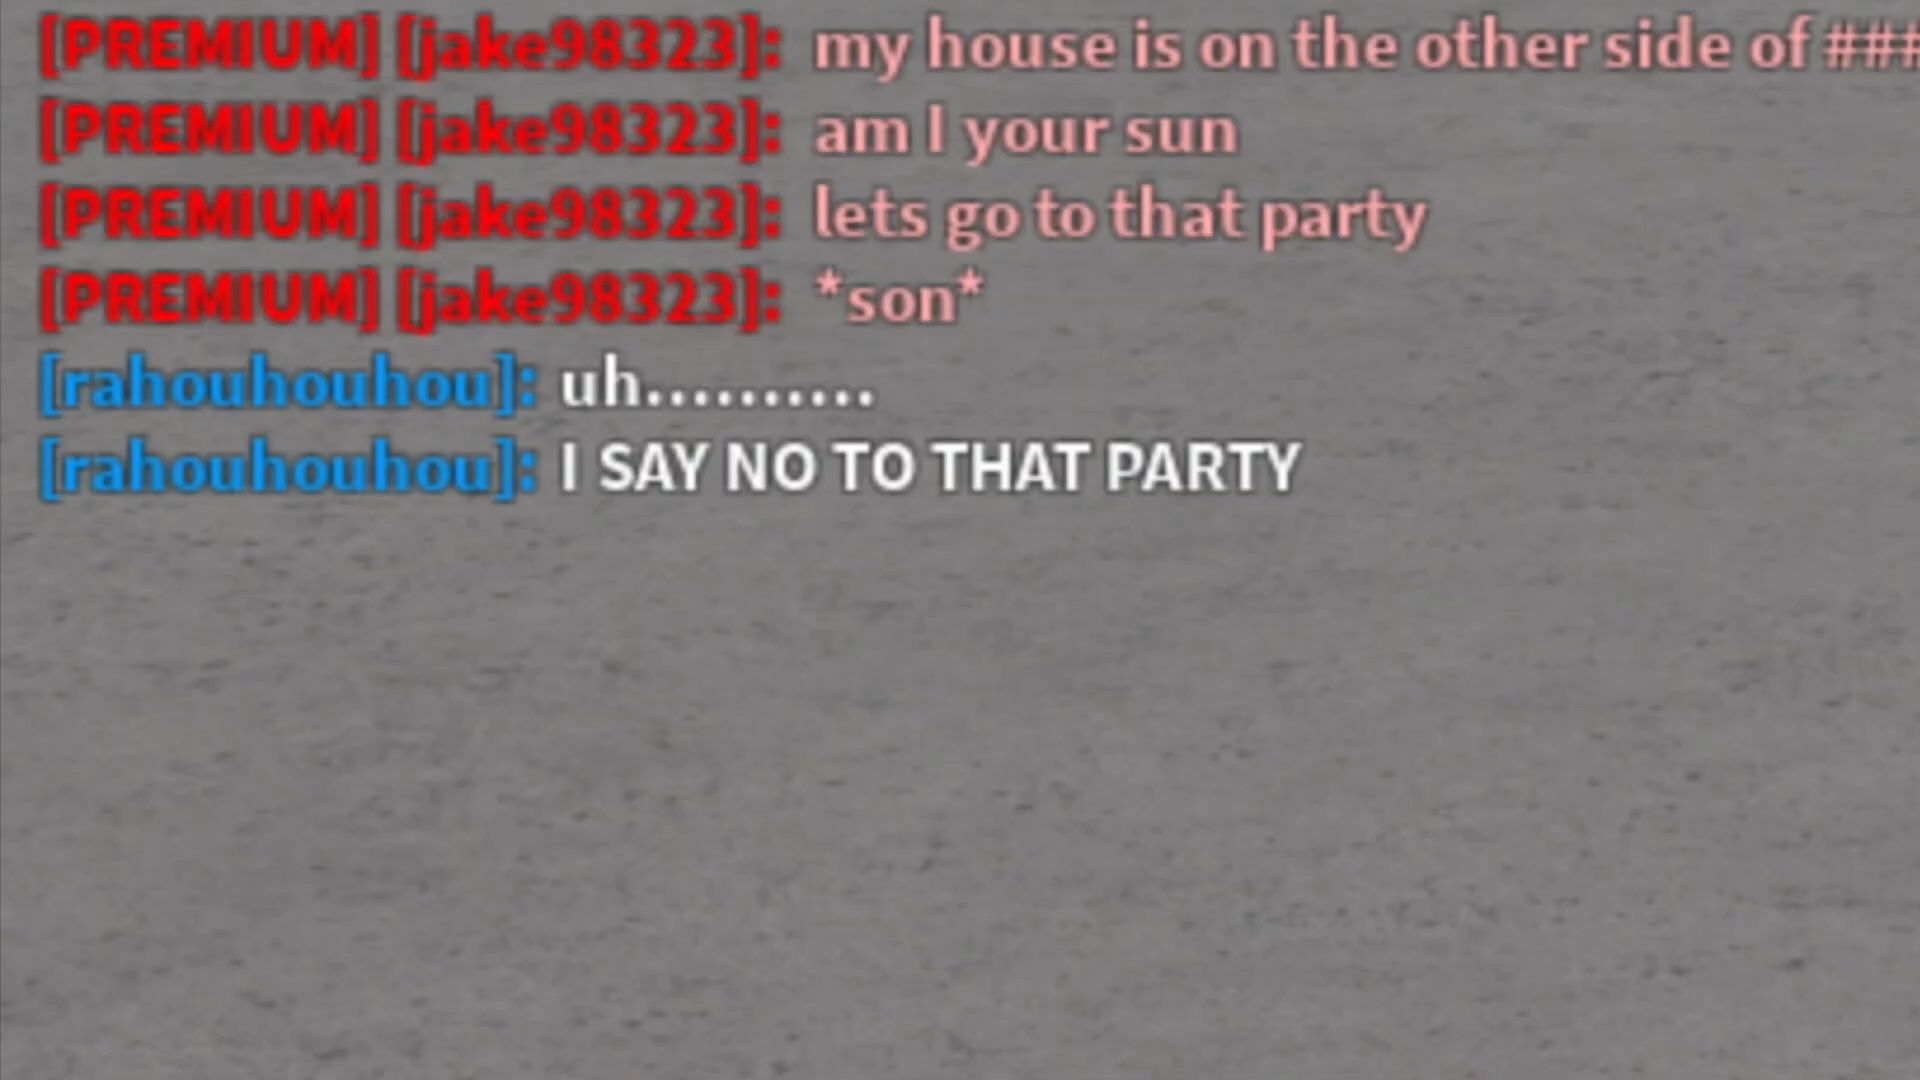 [PREMIUM] [jake98323]: my house is on the other side of ###
[PREMIUM] [jake98323]: am I your sun
[PREMIUM] [jake98323]: lets go to that party
[PREMIUM] [jake98323]: *son*
[rahouhouhou]: uh..........
[rahouhouhou]: I SAY NO TO THAT PARTY